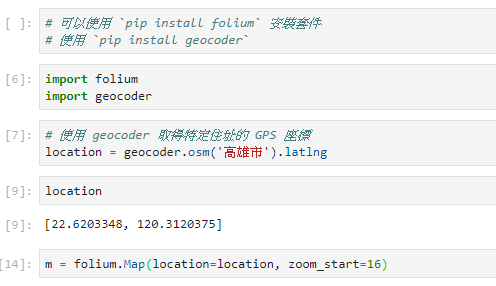 [ ]: # 可以使用 `pip install folium` 安裝套件
# 使用 `pip install geocoder`
[6]: import folium
import geocoder
[7]: # 使用 geocoder 取得特定住址的 GPS 座標
location = geocoder.osm('高雄市').latlng
[9]: location
[9]: [22.6203348, 120.3120375]
[14]: m = folium.Map(location=location, zoom_start=16)